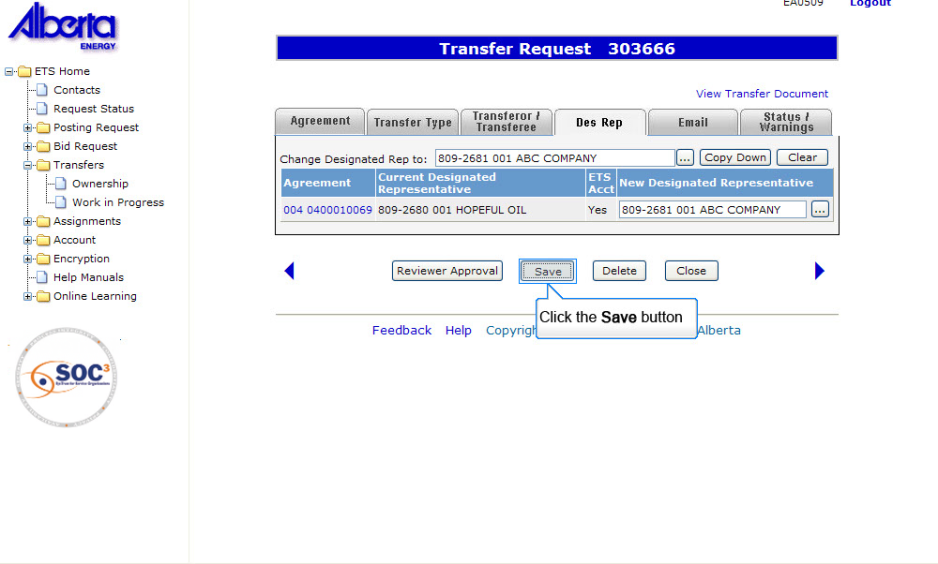 EA0509 Logout
Alberta
ENERGY
Transfer Request 303666
ETS Home
Contacts
Request Status
Posting Request
Bid Request
Transfers
Ownership
Work in Progress
Assignments
Account
Encryption
Help Manuals
Online Learning
SOC3
View Transfer Document
Agreement
Transfer Type
Transferor /
Transferee
Des Rep
Email
Status /
Warnings
Change Designated Rep to: 809-2681 001 ABC COMPANY ... Copy Down Clear
Agreement
Current Designated
Representative
ETS
Acct
New Designated Representative
004 0400010069 809-2680 001 HOPEFUL OIL Yes 809-2681 001 ABC COMPANY ...
Reviewer Approval Save Delete Close
Click the Save button
Feedback Help Copyrigh Alberta